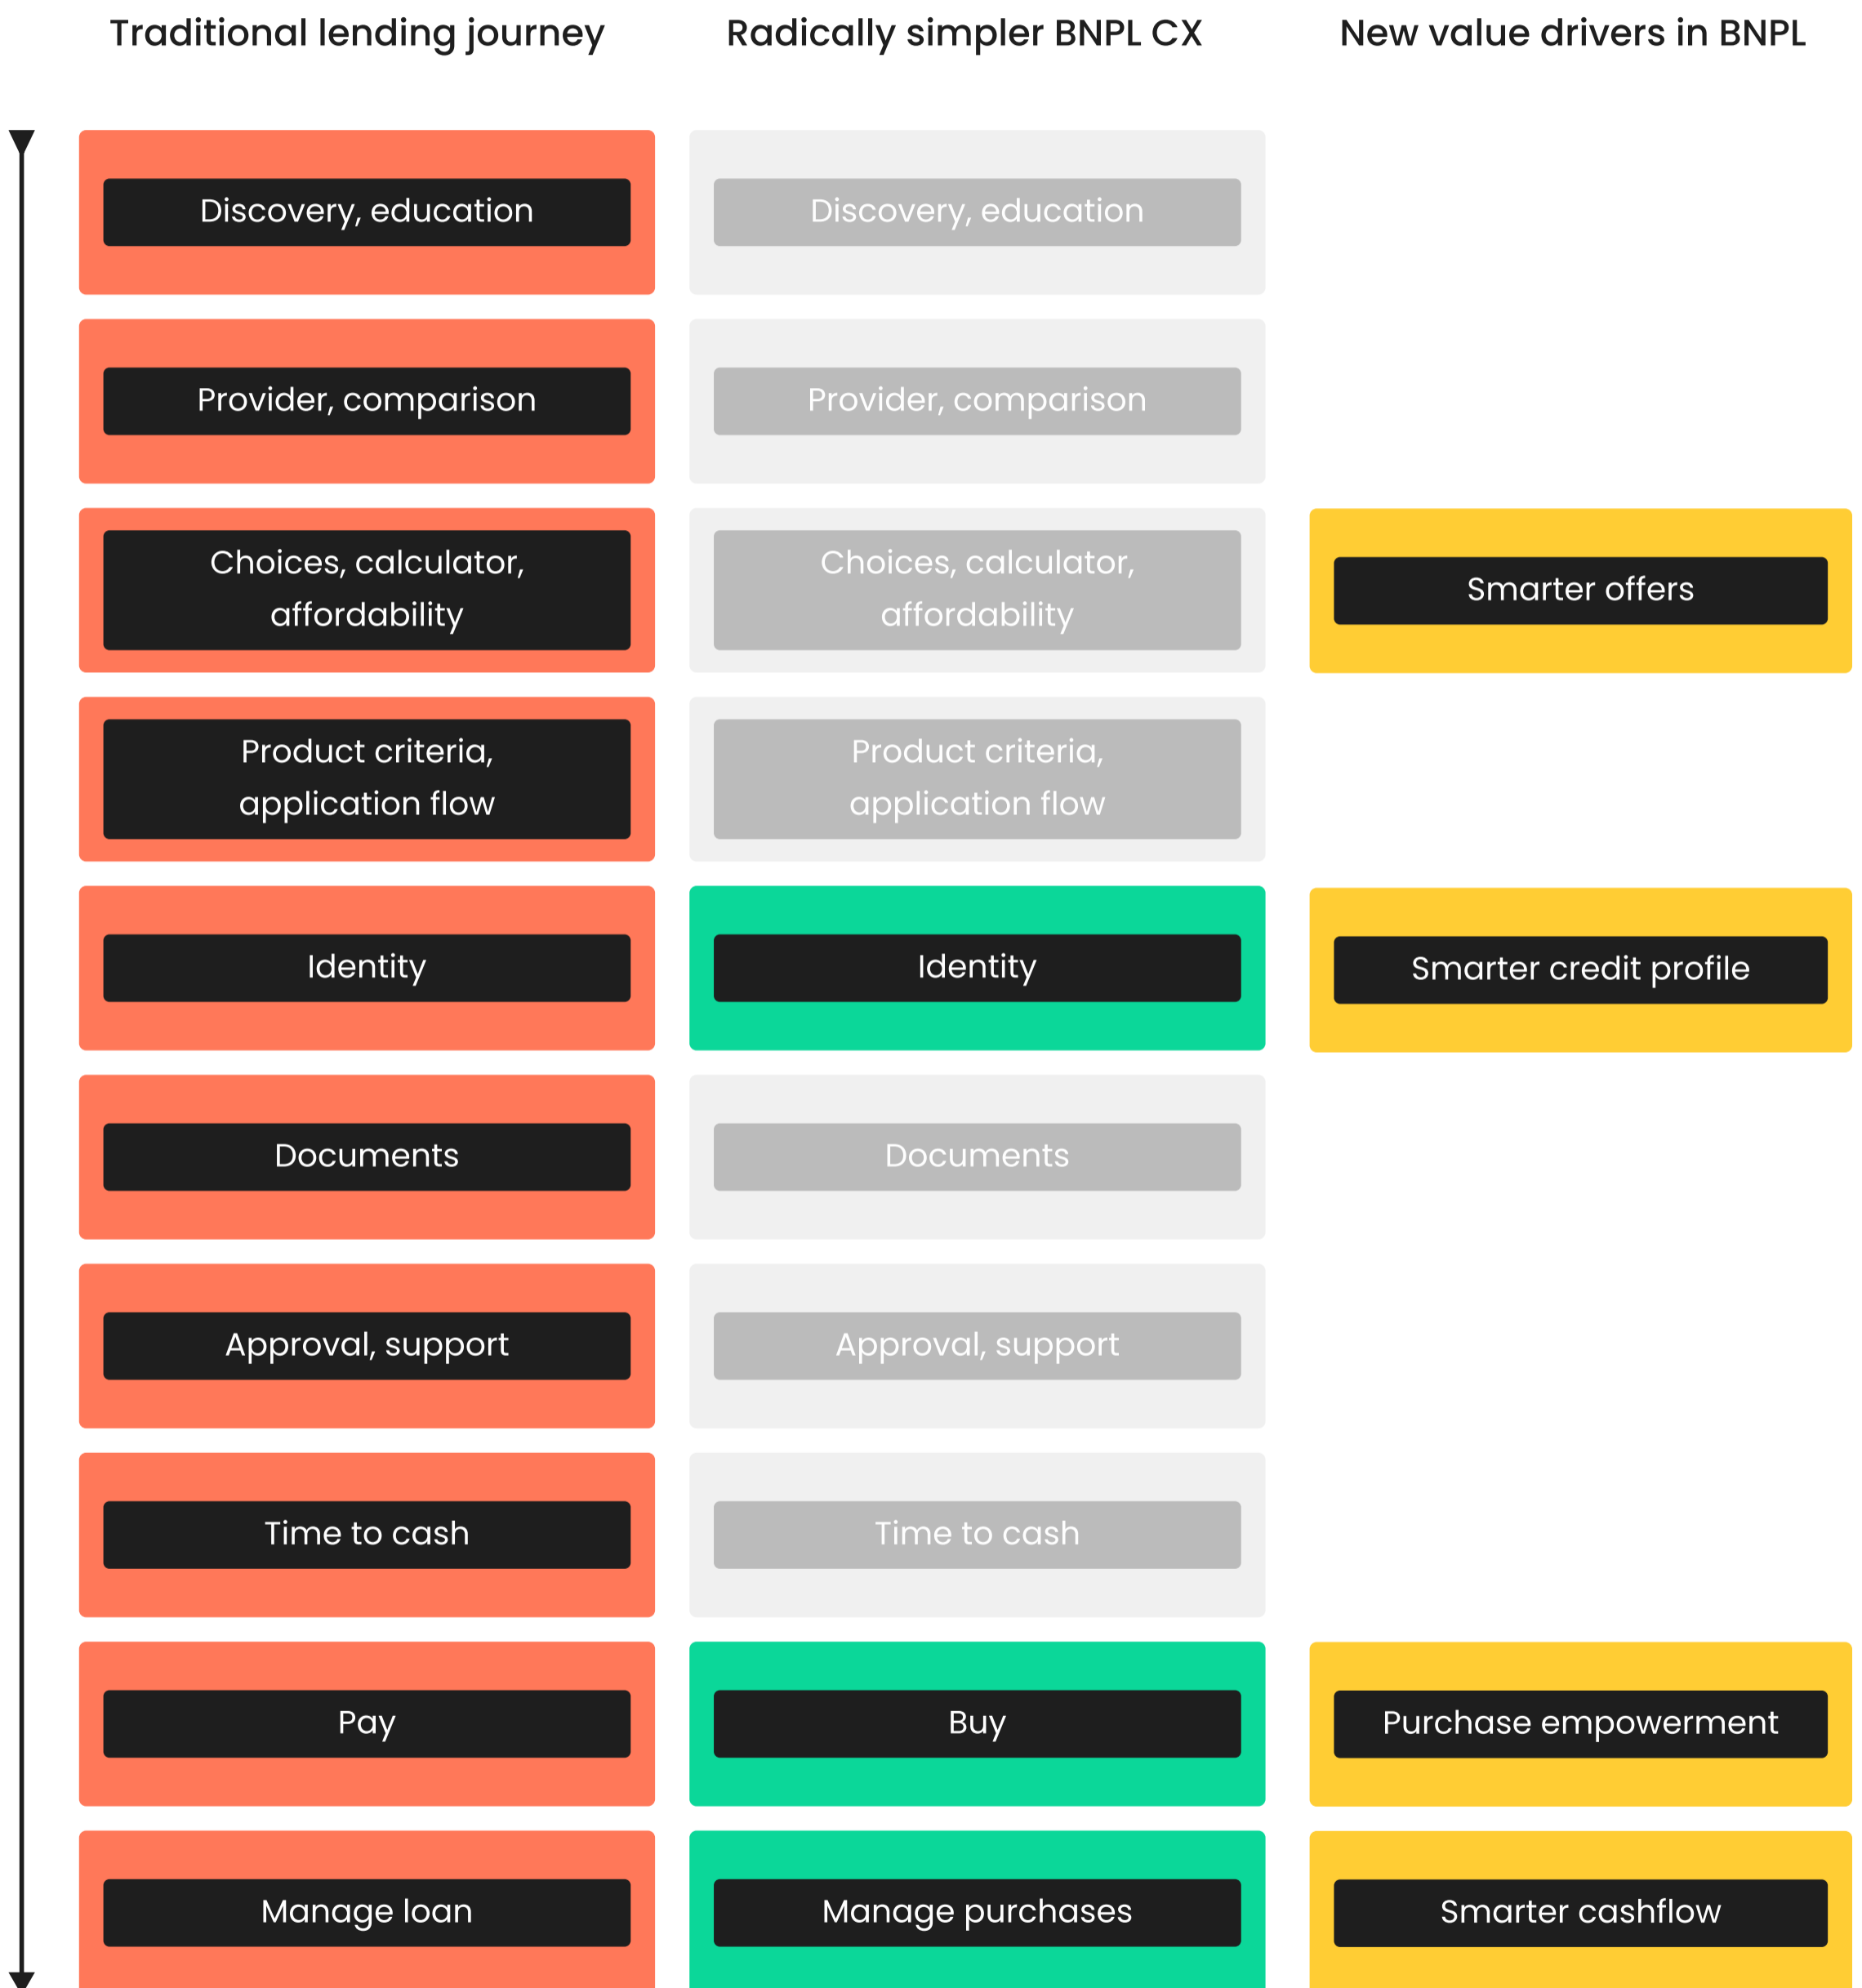 Traditional lending journey
Radically simpler BNPL CX
New value drivers in BNPL
Discovery, education
Discovery, education
Provider, comparison
Provider, comparison
Choices, calculator,
affordability
Choices, calculator,
affordability
Smarter offers
Product criteria,
application flow
Product criteria,
application flow
Identity
Identity
Smarter credit profile
Documents
Documents
Approval, support
Approval, support
Time to cash
Time to cash
Pay
Buy
Purchase empowerment
Manage loan
Manage purchases
Smarter cashflow